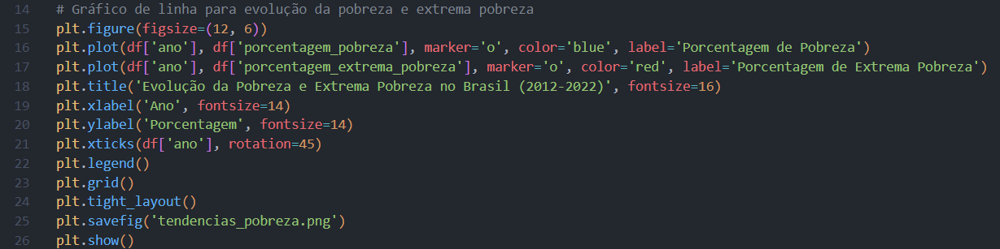 14 # Gráfico de linha para evolução da pobreza e extrema pobreza
15 plt.figure(figsize=(12, 6))
16 plt.plot(df['ano'], df['porcentagem_pobreza'], marker='o', color='blue', label='Porcentagem de Pobreza')
17 plt.plot(df['ano'], df['porcentagem_extrema_pobreza'], marker='o', color='red', label='Porcentagem de Extrema Pobreza')
18 plt.title('Evolução da Pobreza e Extrema Pobreza no Brasil (2012-2022)', fontsize=16)
19 plt.xlabel('Ano', fontsize=14)
20 plt.ylabel('Porcentagem', fontsize=14)
21 plt.xticks(df['ano'], rotation=45)
22 plt.legend()
23 plt.grid()
24 plt.tight_layout()
25 plt.savefig('tendencias_pobreza.png')
26 plt.show()